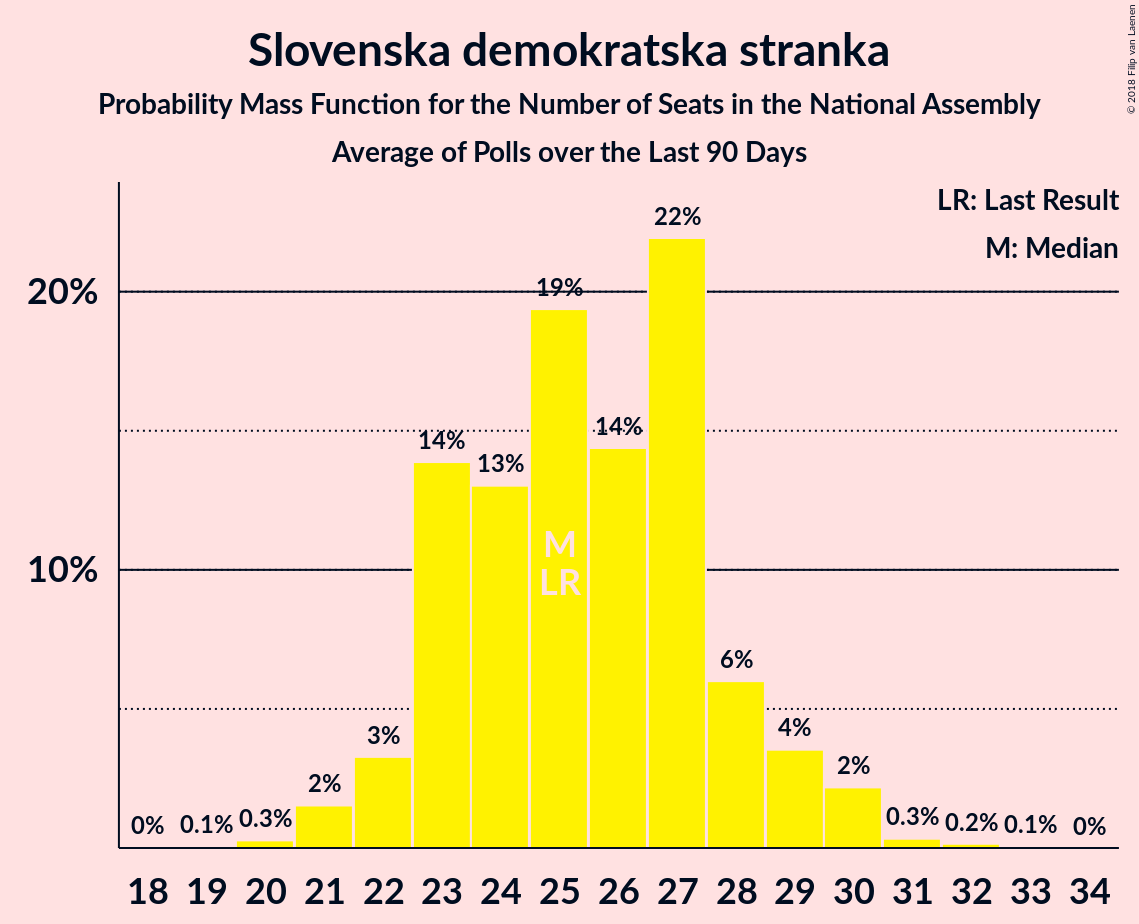 Slovenska demokratska stranka
Probability Mass Function for the Number of Seats in the National Assembly
Average of Polls over the Last 90 Days
© 2018 Filip van Laenen
LR: Last Result
M: Median
20%
10%
0%
0.1%
0.3%
2%
3%
14%
13%
19%
14%
22%
6%
4%
2%
0.3%
0.2%
0.1%
0%
M
LR
18 19 20 21 22 23 24 25 26 27 28 29 30 31 32 33 34